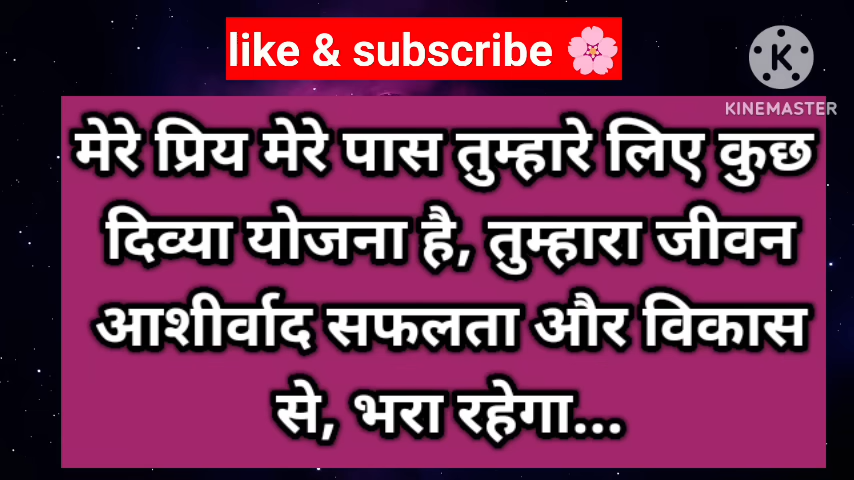 like & subscribe 🌸
KINEMASTER
मेरे प्रिय मेरे पास तुम्हारे लिए कुछ
दिव्या योजना है, तुम्हारा जीवन
आशीर्वाद सफलता और विकास
से, भरा रहेगा...